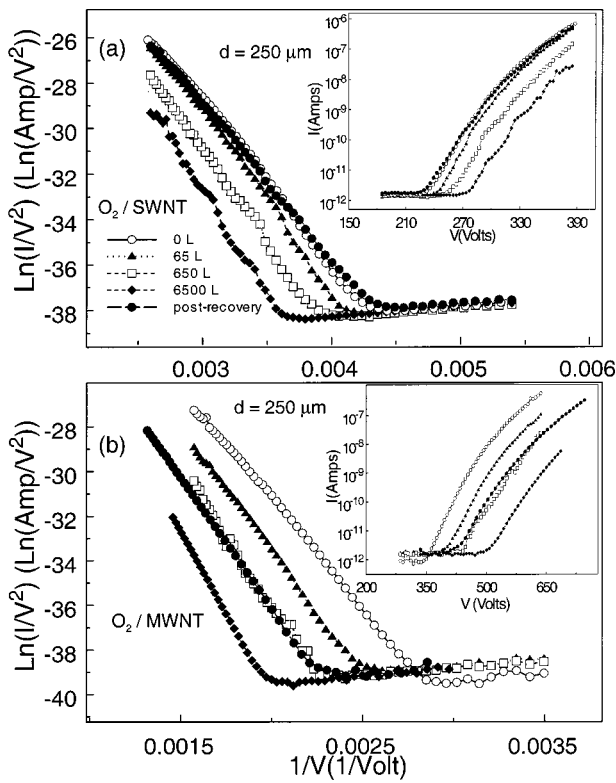 (a)
d = 250 μm
Ln(I/V²) (Ln(Amp/V²))
-26
-28
-30
-32
-34
-36
-38
O₂ / SWNT
0 L
65 L
650 L
6500 L
post-recovery
0.003
0.004
0.005
0.006
I(Amps)
10⁻⁶
10⁻⁷
10⁻⁸
10⁻⁹
10⁻¹⁰
10⁻¹¹
10⁻¹²
150
210
270
330
390
V(Volts)
(b)
d = 250 μm
Ln(I/V²) (Ln(Amp/V²))
-28
-30
-32
-34
-36
-38
-40
O₂ / MWNT
0.0015
0.0025
0.0035
1/V(1/Volt)
I(Amps)
10⁻⁷
10⁻⁸
10⁻⁹
10⁻¹⁰
10⁻¹¹
10⁻¹²
200
350
500
650
V (Volts)